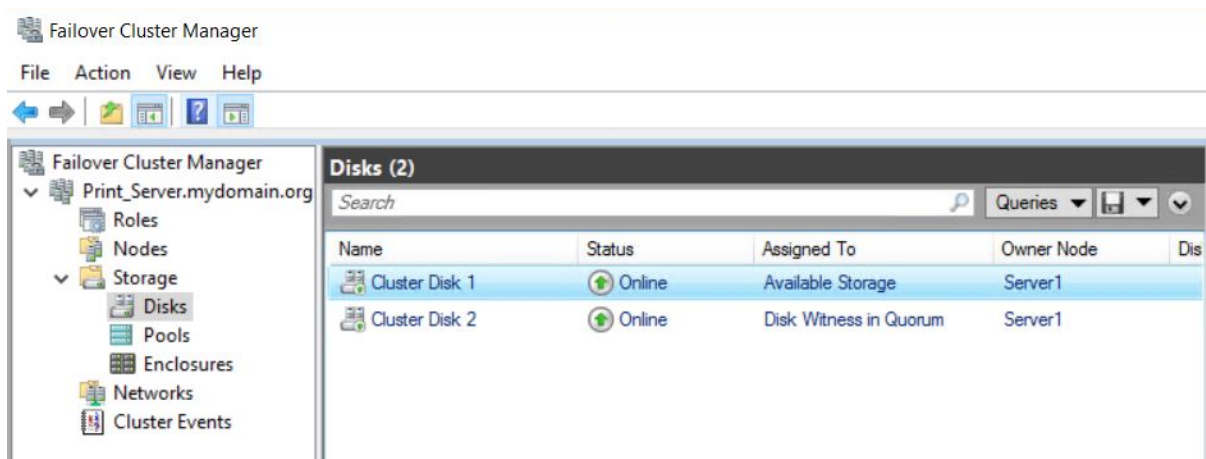 Failover Cluster Manager
File Action View Help
Failover Cluster Manager
Print_Server.mydomain.org
Roles
Nodes
Storage
Disks
Pools
Enclosures
Networks
Cluster Events
Disks (2)
Search Queries
Name Status Assigned To Owner Node Dis
Cluster Disk 1 Online Available Storage Server1
Cluster Disk 2 Online Disk Witness in Quorum Server1